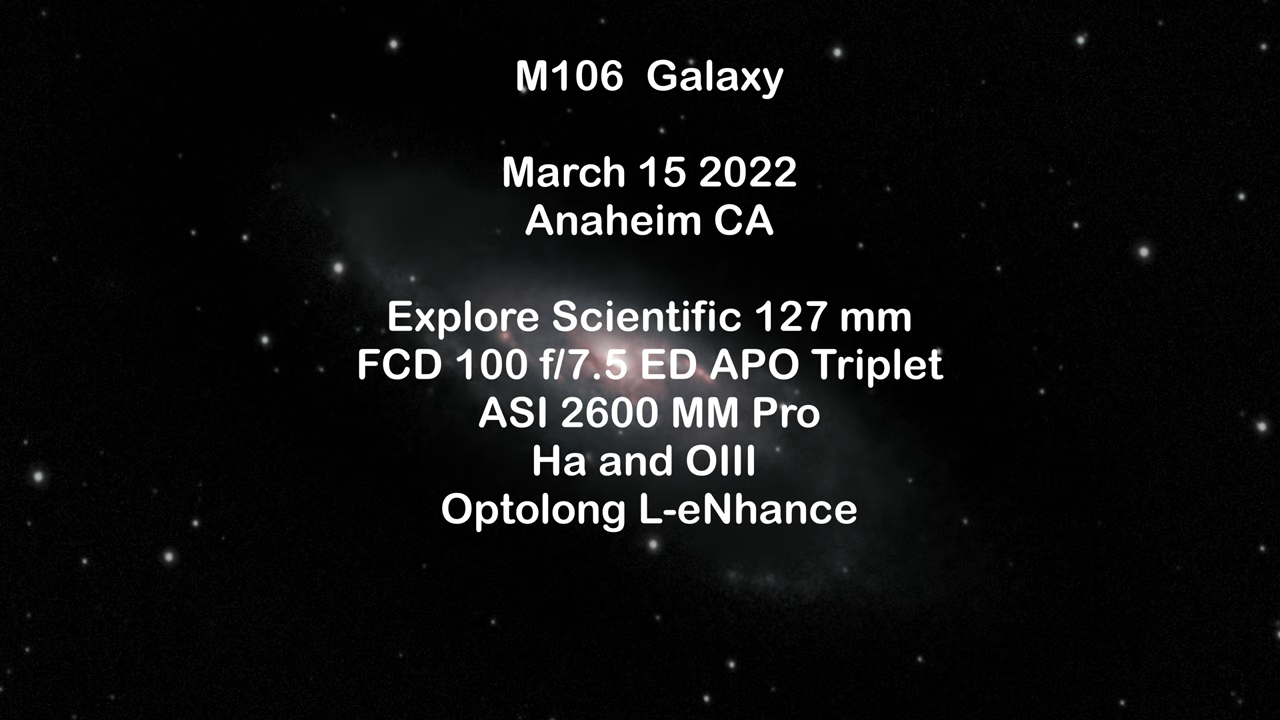 M106 Galaxy
March 15 2022
Anaheim CA
Explore Scientific 127 mm
FCD 100 f/7.5 ED APO Triplet
ASI 2600 MM Pro
Ha and OIII
Optolong L-eNhance